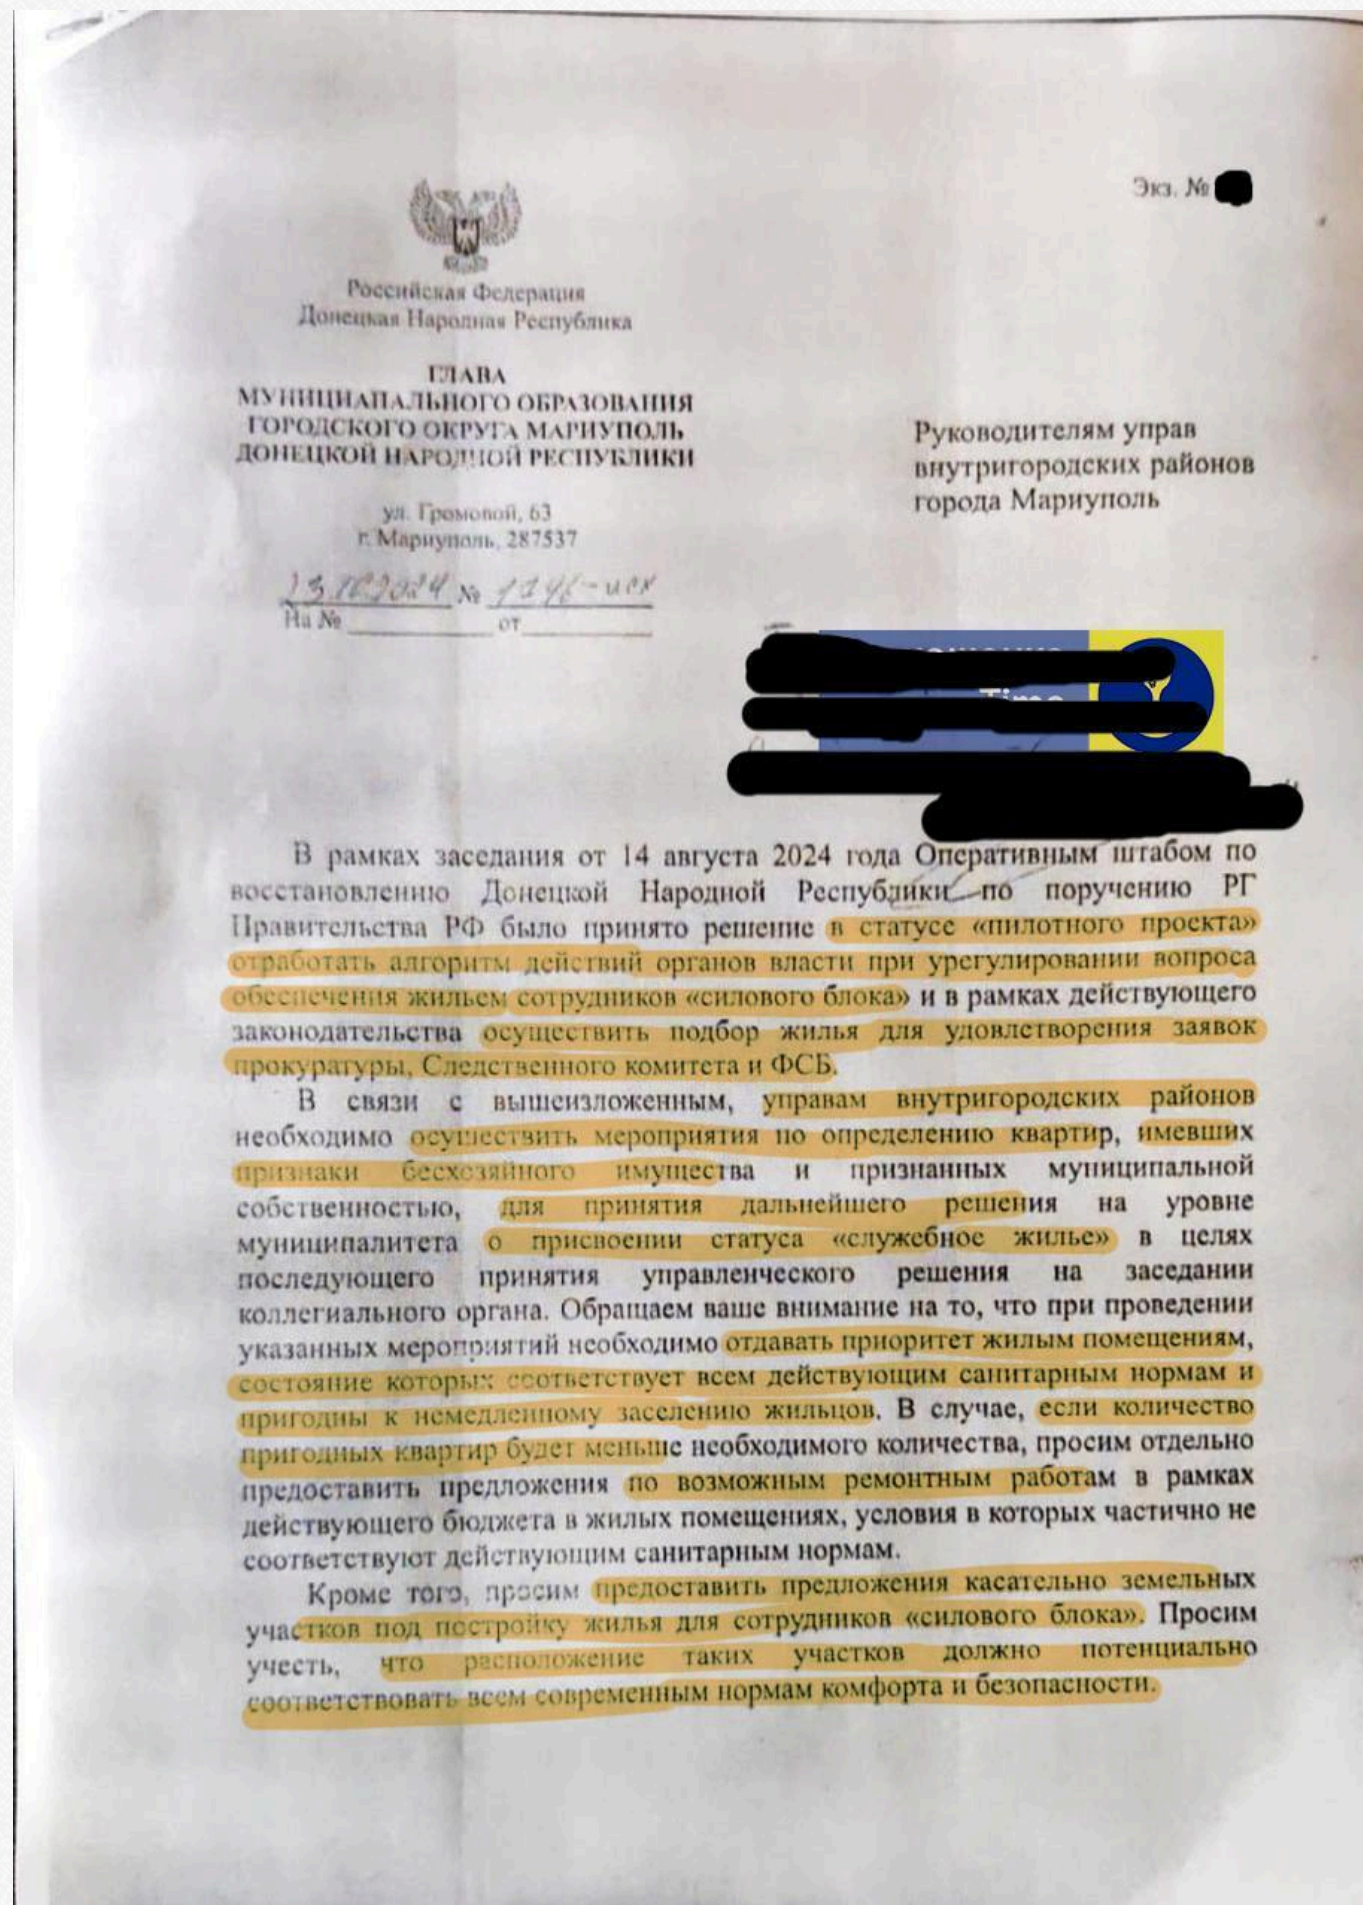 Экз. №
Российская Федерация
Донецкая Народная Республика
ГЛАВА
МУНИЦИПАЛЬНОГО ОБРАЗОВАНИЯ
ГОРОДСКОГО ОКРУГА МАРИУПОЛЬ
ДОНЕЦКОЙ НАРОДНОЙ РЕСПУБЛИКИ
ул. Громовой, 63
г. Мариуполь, 287537
№
На № от
Руководителям управ
внутригородских районов
города Мариуполь
Time
В рамках заседания от 14 августа 2024 года Оперативным штабом по
восстановлению Донецкой Народной Республики по поручению РГ
Правительства РФ было принято решение в статусе «пилотного проекта»
отработать алгоритм действий органов власти при урегулировании вопроса
обеспечения жильем сотрудников «силового блока» и в рамках действующего
законодательства осуществить подбор жилья для удовлетворения заявок
прокуратуры, Следственного комитета и ФСБ.
В связи с вышеизложенным, управам внутригородских районов
необходимо осуществить мероприятия по определению квартир, имевших
признаки бесхозяйного имущества и признанных муниципальной
собственностью, для принятия дальнейшего решения на уровне
муниципалитета о присвоении статуса «служебное жилье» в целях
последующего принятия управленческого решения на заседании
коллегиального органа. Обращаем ваше внимание на то, что при проведении
указанных мероприятий необходимо отдавать приоритет жилым помещениям,
состояние которых соответствует всем действующим санитарным нормам и
пригодны к немедленному заселению жильцов. В случае, если количество
пригодных квартир будет меньше необходимого количества, просим отдельно
предоставить предложения по возможным ремонтным работам в рамках
действующего бюджета в жилых помещениях, условия в которых частично не
соответствуют действующим санитарным нормам.
Кроме того, просим предоставить предложения касательно земельных
участков под постройку жилья для сотрудников «силового блока». Просим
учесть, что расположение таких участков должно потенциально
соответствовать всем современным нормам комфорта и безопасности.